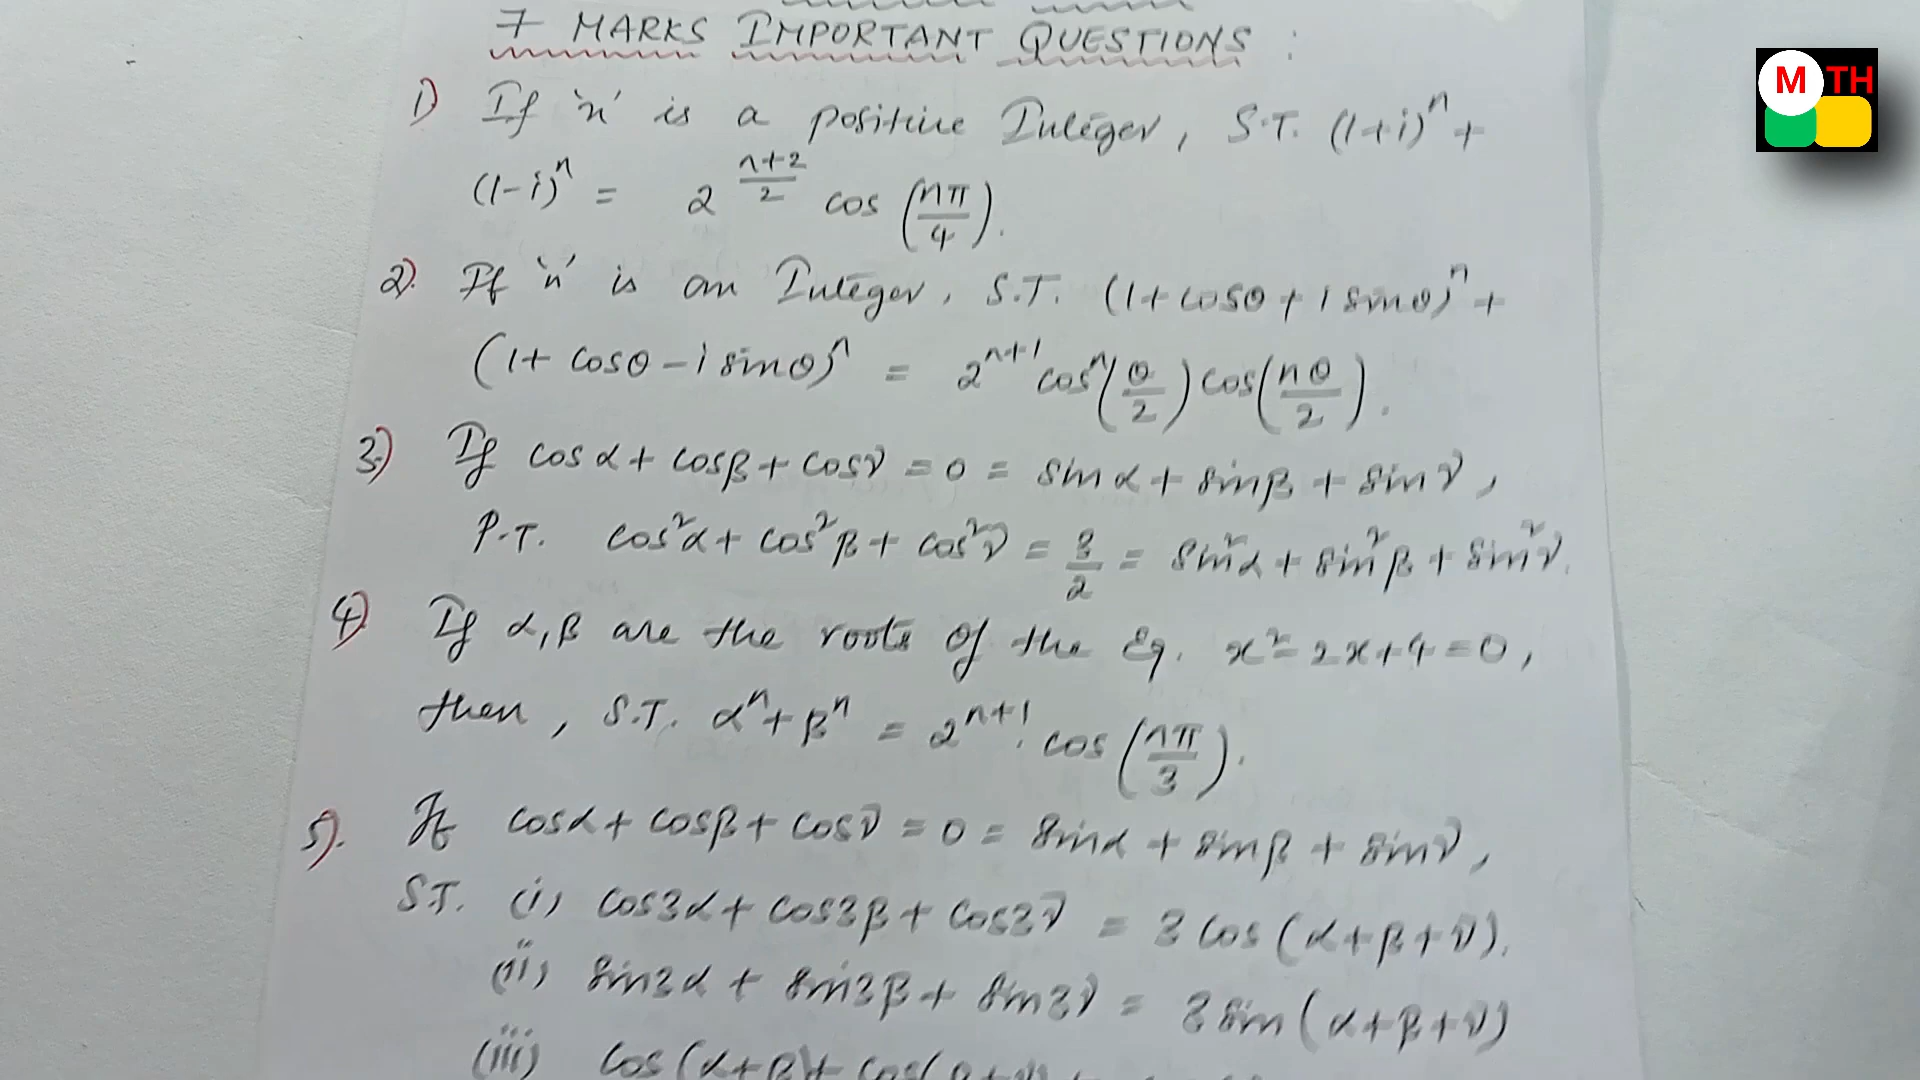 7 MARKS IMPORTANT QUESTIONS :
M TH
1) If 'n' is a positive Integer, S.T. (1+i)^n +
(1-i)^n = 2^(n+2)/2 cos (nπ/4).
2). If 'n' is an Integer, S.T. (1+cosθ+i sinθ)^n +
(1+ cosθ - i sinθ)^n = 2^n+1 cos^n(θ/2) cos(nθ/2).
3.) If cosα + cosβ + cosγ = 0 = sinα + sinβ + sinγ,
P.T. cos²α + cos²β + cos²γ = 3/2 = sin²α + sin²β + sin²γ.
4). If α, β are the roots of the Eq. x² - 2x + 4 = 0,
then, S.T. α^n + β^n = 2^n+1. cos (nπ/3).
5). If cosα + cosβ + cosγ = 0 = sinα + sinβ + sinγ,
S.T. (i) cos3α + cos3β + cos3γ = 3 cos (α+β+γ).
(ii) sin3α + sin3β + sin3γ = 3 sin (α+β+γ)
(iii) cos (α+β) + cos(